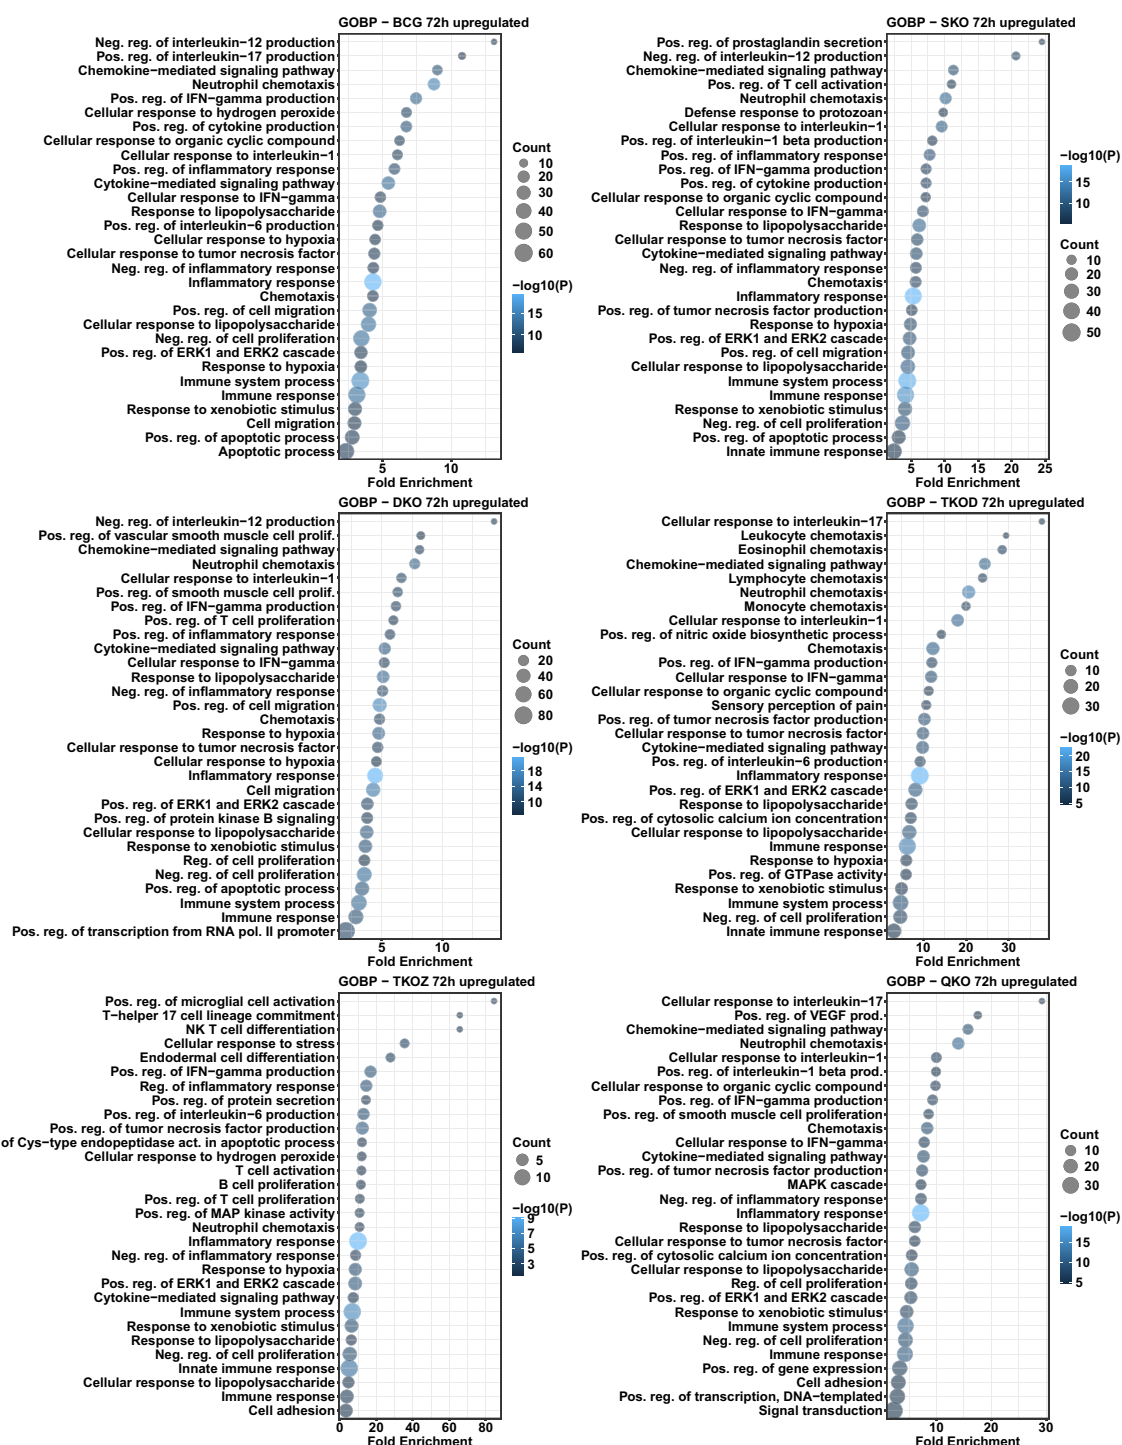 GOBP − BCG 72h upregulated
Neg. reg. of interleukin−12 production
Pos. reg. of interleukin−17 production
Chemokine−mediated signaling pathway
Neutrophil chemotaxis
Pos. reg. of IFN−gamma production
Cellular response to hydrogen peroxide
Pos. reg. of cytokine production
Cellular response to organic cyclic compound
Cellular response to interleukin−1
Pos. reg. of inflammatory response
Cytokine−mediated signaling pathway
Cellular response to IFN−gamma
Response to lipopolysaccharide
Pos. reg. of interleukin−6 production
Cellular response to hypoxia
Cellular response to tumor necrosis factor
Neg. reg. of inflammatory response
Inflammatory response
Chemotaxis
Pos. reg. of cell migration
Cellular response to lipopolysaccharide
Neg. reg. of cell proliferation
Pos. reg. of ERK1 and ERK2 cascade
Response to hypoxia
Immune system process
Immune response
Response to xenobiotic stimulus
Cell migration
Pos. reg. of apoptotic process
Apoptotic process
5 10
Fold Enrichment
Count
10
20
30
40
50
60
−log10(P)
15
10
GOBP − SKO 72h upregulated
Pos. reg. of prostaglandin secretion
Neg. reg. of interleukin−12 production
Chemokine−mediated signaling pathway
Pos. reg. of T cell activation
Neutrophil chemotaxis
Defense response to protozoan
Cellular response to interleukin−1
Pos. reg. of interleukin−1 beta production
Pos. reg. of inflammatory response
Pos. reg. of IFN−gamma production
Pos. reg. of cytokine production
Cellular response to organic cyclic compound
Cellular response to IFN−gamma
Response to lipopolysaccharide
Cellular response to tumor necrosis factor
Cytokine−mediated signaling pathway
Neg. reg. of inflammatory response
Chemotaxis
Inflammatory response
Pos. reg. of tumor necrosis factor production
Response to hypoxia
Pos. reg. of ERK1 and ERK2 cascade
Pos. reg. of cell migration
Cellular response to lipopolysaccharide
Immune system process
Immune response
Response to xenobiotic stimulus
Neg. reg. of cell proliferation
Pos. reg. of apoptotic process
Innate immune response
5 10 15 20 25
Fold Enrichment
−log10(P)
15
10
Count
10
20
30
40
50
GOBP − DKO 72h upregulated
Neg. reg. of interleukin−12 production
Pos. reg. of vascular smooth muscle cell prolif.
Chemokine−mediated signaling pathway
Neutrophil chemotaxis
Cellular response to interleukin−1
Pos. reg. of smooth muscle cell prolif.
Pos. reg. of IFN−gamma production
Pos. reg. of T cell proliferation
Pos. reg. of inflammatory response
Cytokine−mediated signaling pathway
Cellular response to IFN−gamma
Response to lipopolysaccharide
Neg. reg. of inflammatory response
Pos. reg. of cell migration
Chemotaxis
Response to hypoxia
Cellular response to tumor necrosis factor
Cellular response to hypoxia
Inflammatory response
Cell migration
Pos. reg. of ERK1 and ERK2 cascade
Pos. reg. of protein kinase B signaling
Cellular response to lipopolysaccharide
Response to xenobiotic stimulus
Reg. of cell proliferation
Neg. reg. of cell proliferation
Pos. reg. of apoptotic process
Immune system process
Immune response
Pos. reg. of transcription from RNA pol. II promoter
5 10
Fold Enrichment
Count
20
40
60
80
−log10(P)
18
14
10
GOBP − TKOD 72h upregulated
Cellular response to interleukin−17
Leukocyte chemotaxis
Eosinophil chemotaxis
Chemokine−mediated signaling pathway
Lymphocyte chemotaxis
Neutrophil chemotaxis
Monocyte chemotaxis
Cellular response to interleukin−1
Pos. reg. of nitric oxide biosynthetic process
Chemotaxis
Pos. reg. of IFN−gamma production
Cellular response to IFN−gamma
Cellular response to organic cyclic compound
Sensory perception of pain
Pos. reg. of tumor necrosis factor production
Cellular response to tumor necrosis factor
Cytokine−mediated signaling pathway
Pos. reg. of interleukin−6 production
Inflammatory response
Pos. reg. of ERK1 and ERK2 cascade
Response to lipopolysaccharide
Pos. reg. of cytosolic calcium ion concentration
Cellular response to lipopolysaccharide
Immune response
Response to hypoxia
Pos. reg. of GTPase activity
Response to xenobiotic stimulus
Immune system process
Neg. reg. of cell proliferation
Innate immune response
10 20 30
Fold Enrichment
Count
10
20
30
−log10(P)
20
15
10
5
GOBP − TKOZ 72h upregulated
Pos. reg. of microglial cell activation
T−helper 17 cell lineage commitment
NK T cell differentiation
Cellular response to stress
Endodermal cell differentiation
Pos. reg. of IFN−gamma production
Reg. of inflammatory response
Pos. reg. of protein secretion
Pos. reg. of interleukin−6 production
Pos. reg. of tumor necrosis factor production
of Cys−type endopeptidase act. in apoptotic process
Cellular response to hydrogen peroxide
T cell activation
B cell proliferation
Pos. reg. of T cell proliferation
Pos. reg. of MAP kinase activity
Neutrophil chemotaxis
Inflammatory response
Neg. reg. of inflammatory response
Response to hypoxia
Pos. reg. of ERK1 and ERK2 cascade
Cytokine−mediated signaling pathway
Immune system process
Response to xenobiotic stimulus
Response to lipopolysaccharide
Neg. reg. of cell proliferation
Innate immune response
Cellular response to lipopolysaccharide
Immune response
Cell adhesion
0 20 40 60 80
Fold Enrichment
Count
5
10
−log10(P)
9
7
5
3
GOBP − QKO 72h upregulated
Cellular response to interleukin−17
Pos. reg. of VEGF prod.
Chemokine−mediated signaling pathway
Neutrophil chemotaxis
Cellular response to interleukin−1
Pos. reg. of interleukin−1 beta prod.
Cellular response to organic cyclic compound
Pos. reg. of IFN−gamma production
Pos. reg. of smooth muscle cell proliferation
Chemotaxis
Cellular response to IFN−gamma
Cytokine−mediated signaling pathway
Pos. reg. of tumor necrosis factor production
MAPK cascade
Neg. reg. of inflammatory response
Inflammatory response
Response to lipopolysaccharide
Cellular response to tumor necrosis factor
Pos. reg. of cytosolic calcium ion concentration
Cellular response to lipopolysaccharide
Reg. of cell proliferation
Pos. reg. of ERK1 and ERK2 cascade
Response to xenobiotic stimulus
Immune system process
Neg. reg. of cell proliferation
Immune response
Pos. reg. of gene expression
Cell adhesion
Pos. reg. of transcription, DNA−templated
Signal transduction
10 20 30
Fold Enrichment
Count
10
20
30
−log10(P)
15
10
5